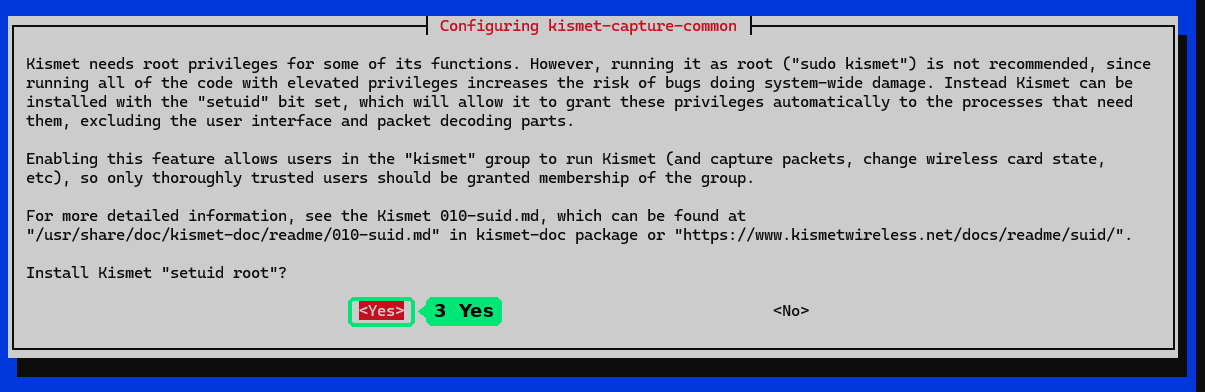 Configuring kismet-capture-common
Kismet needs root privileges for some of its functions. However, running it as root ("sudo kismet") is not recommended, since
running all of the code with elevated privileges increases the risk of bugs doing system-wide damage. Instead Kismet can be
installed with the "setuid" bit set, which will allow it to grant these privileges automatically to the processes that need
them, excluding the user interface and packet decoding parts.
Enabling this feature allows users in the "kismet" group to run Kismet (and capture packets, change wireless card state,
etc), so only thoroughly trusted users should be granted membership of the group.
For more detailed information, see the Kismet 010-suid.md, which can be found at
"/usr/share/doc/kismet-doc/readme/010-suid.md" in kismet-doc package or "https://www.kismetwireless.net/docs/readme/suid/".
Install Kismet "setuid root"?
<Yes> 3 Yes <No>